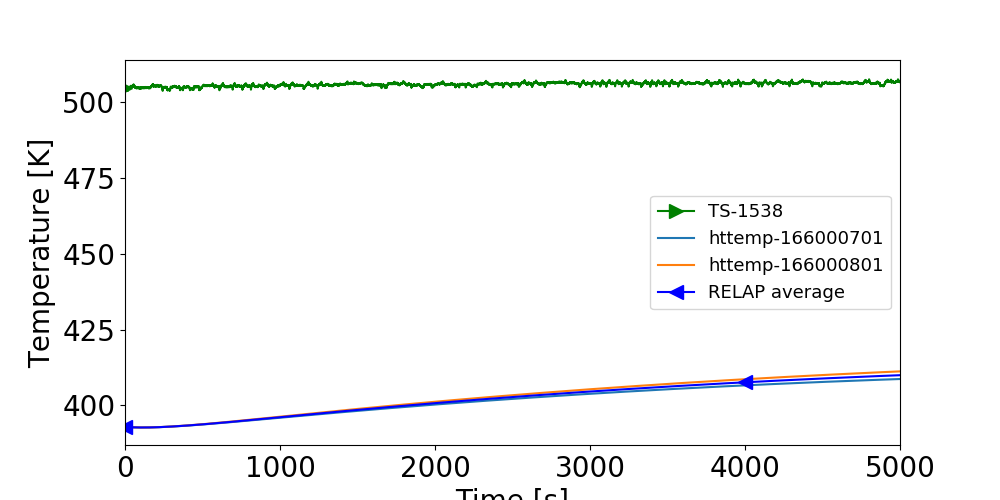 Temperature [K]
500
475
450
425
400
TS-1538
httemp-166000701
httemp-166000801
RELAP average
0 1000 2000 3000 4000 5000
Time [s]